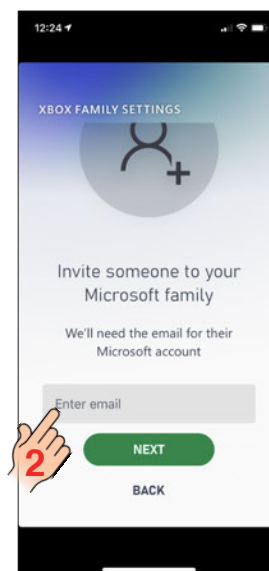 12:24
XBOX FAMILY SETTINGS
Invite someone to your
Microsoft family
We'll need the email for their
Microsoft account
Enter email
2
NEXT
BACK